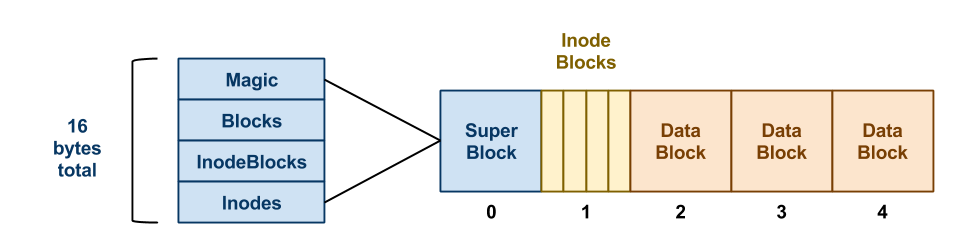 16
bytes
total
Magic
Blocks
InodeBlocks
Inodes
Inode
Blocks
Super
Block
Data
Block
Data
Block
Data
Block
0
1
2
3
4